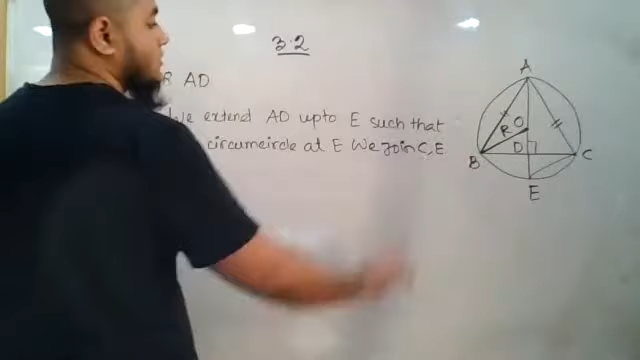 3.2
R AD
We extend AD upto E such that
circumcircle at E We join C,E
A
O
R
D
B
C
E